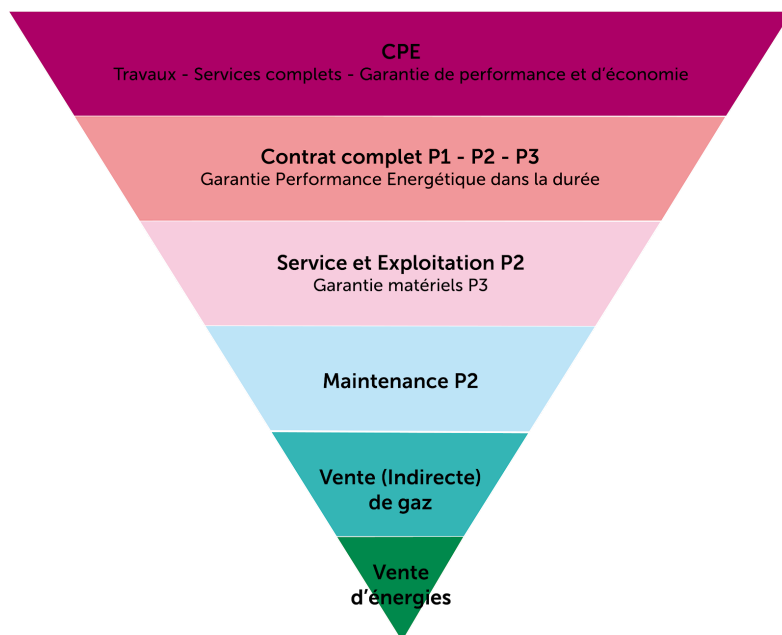 CPE
Travaux - Services complets - Garantie de performance et d’économie
Contrat complet P1 - P2 - P3
Garantie Performance Energétique dans la durée
Service et Exploitation P2
Garantie matériels P3
Maintenance P2
Vente (Indirecte)
de gaz
Vente
d’énergies